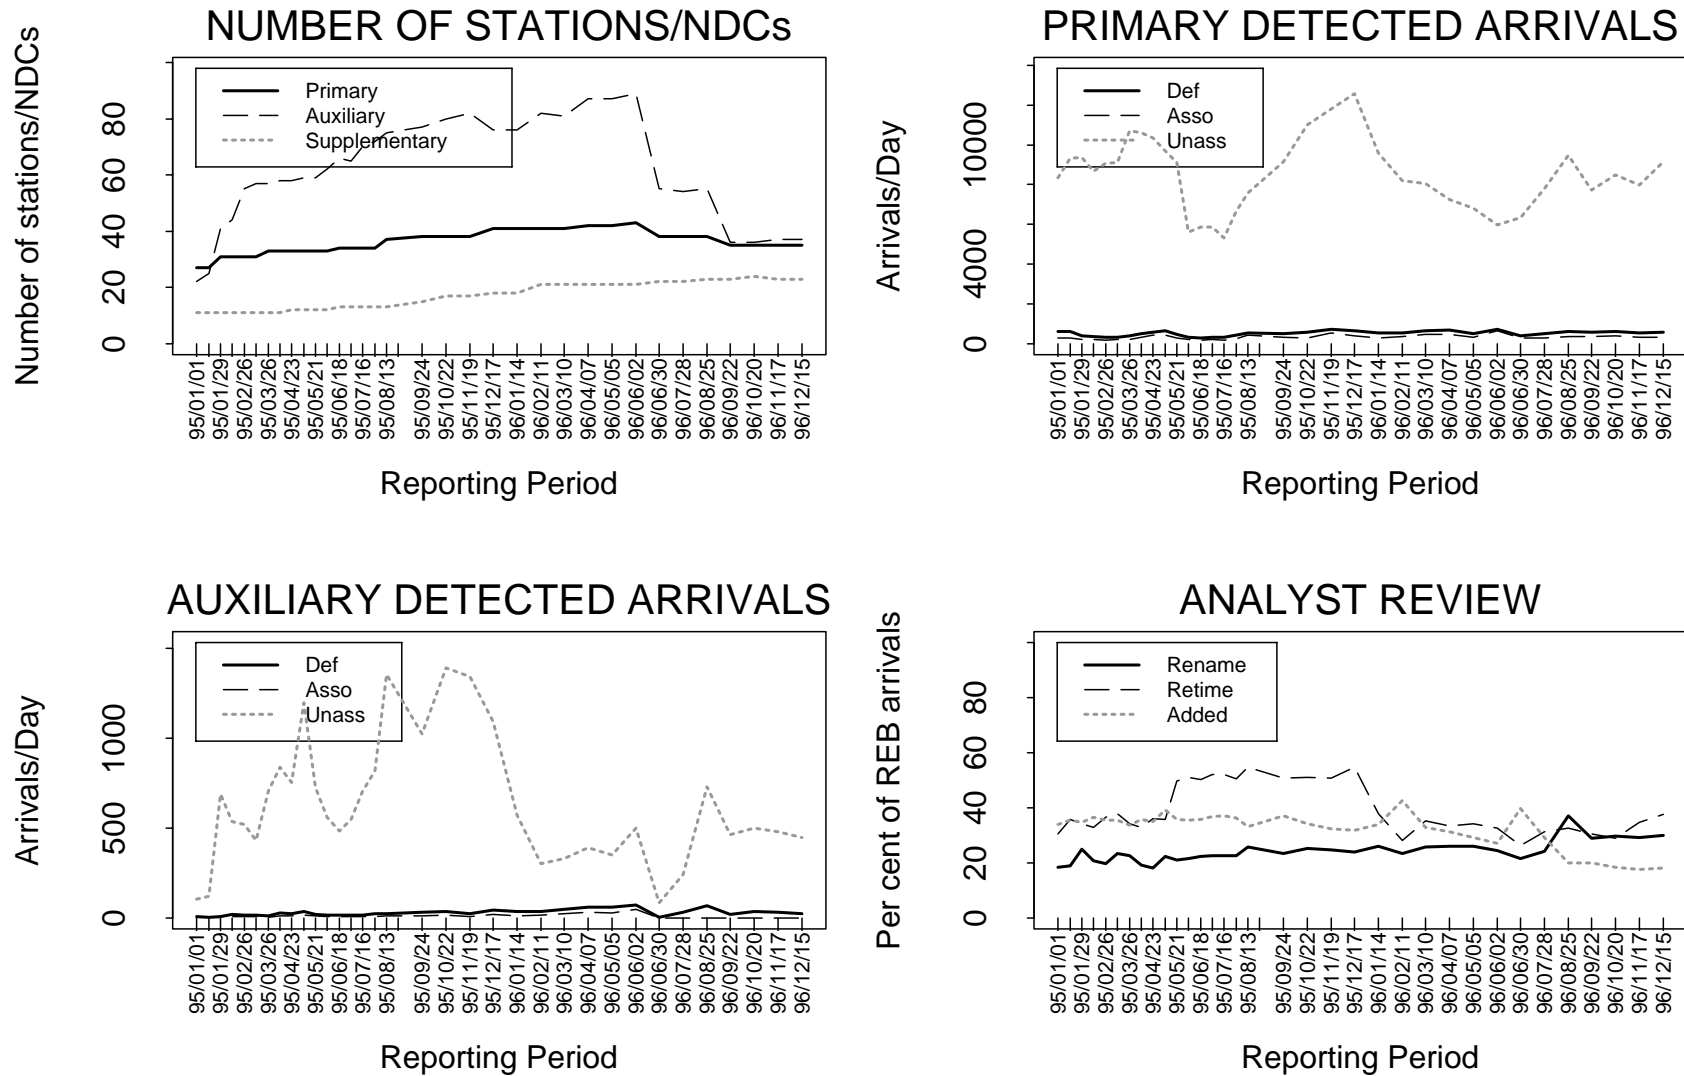 NUMBER OF STATIONS/NDCs
Number of stations/NDCs
0 20 40 60 80
Primary
Auxiliary
Supplementary
95/01/01 95/01/29 95/02/26 95/03/26 95/04/23 95/05/21 95/06/18 95/07/16 95/08/13 95/09/24 95/10/22 95/11/19 95/12/17 96/01/14 96/02/11 96/03/10 96/04/07 96/05/05 96/06/02 96/06/30 96/07/28 96/08/25 96/09/22 96/10/20 96/11/17 96/12/15
Reporting Period
PRIMARY DETECTED ARRIVALS
Arrivals/Day
0 4000 10000
Def
Asso
Unass
95/01/01 95/01/29 95/02/26 95/03/26 95/04/23 95/05/21 95/06/18 95/07/16 95/08/13 95/09/24 95/10/22 95/11/19 95/12/17 96/01/14 96/02/11 96/03/10 96/04/07 96/05/05 96/06/02 96/06/30 96/07/28 96/08/25 96/09/22 96/10/20 96/11/17 96/12/15
Reporting Period
AUXILIARY DETECTED ARRIVALS
Arrivals/Day
0 500 1000
Def
Asso
Unass
95/01/01 95/01/29 95/02/26 95/03/26 95/04/23 95/05/21 95/06/18 95/07/16 95/08/13 95/09/24 95/10/22 95/11/19 95/12/17 96/01/14 96/02/11 96/03/10 96/04/07 96/05/05 96/06/02 96/06/30 96/07/28 96/08/25 96/09/22 96/10/20 96/11/17 96/12/15
Reporting Period
ANALYST REVIEW
Per cent of REB arrivals
0 20 40 60 80
Rename
Retime
Added
95/01/01 95/01/29 95/02/26 95/03/26 95/04/23 95/05/21 95/06/18 95/07/16 95/08/13 95/09/24 95/10/22 95/11/19 95/12/17 96/01/14 96/02/11 96/03/10 96/04/07 96/05/05 96/06/02 96/06/30 96/07/28 96/08/25 96/09/22 96/10/20 96/11/17 96/12/15
Reporting Period